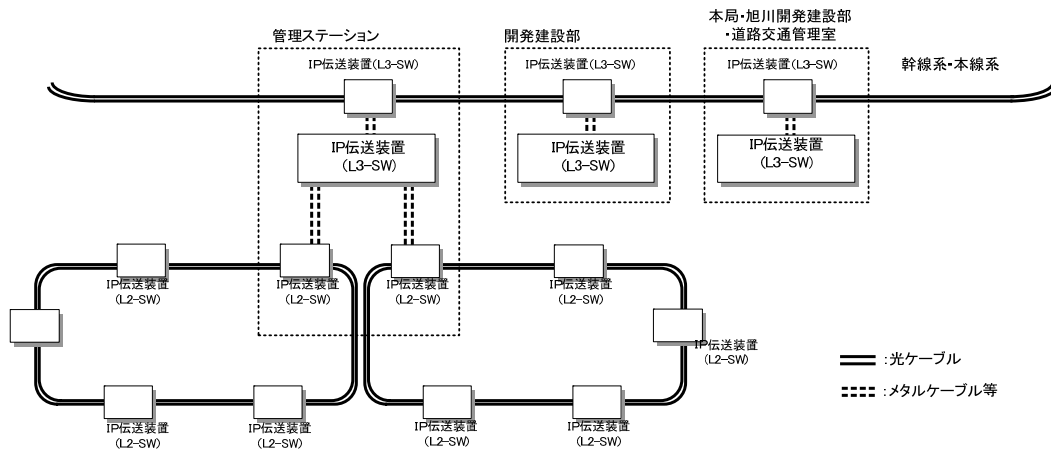 本局・旭川開発建設部
・道路交通管理室
管理ステーション
開発建設部
IP伝送装置(L3-SW)
IP伝送装置(L3-SW)
IP伝送装置(L3-SW)
幹線系・本線系
IP伝送装置
(L3-SW)
IP伝送装置
(L3-SW)
IP伝送装置
(L3-SW)
IP伝送装置
(L2-SW)
IP伝送装置
(L2-SW)
IP伝送装置
(L2-SW)
IP伝送装置
(L2-SW)
IP伝送装置
(L2-SW)
:光ケーブル
:メタルケーブル等
IP伝送装置
(L2-SW)
IP伝送装置
(L2-SW)
IP伝送装置
(L2-SW)
IP伝送装置
(L2-SW)